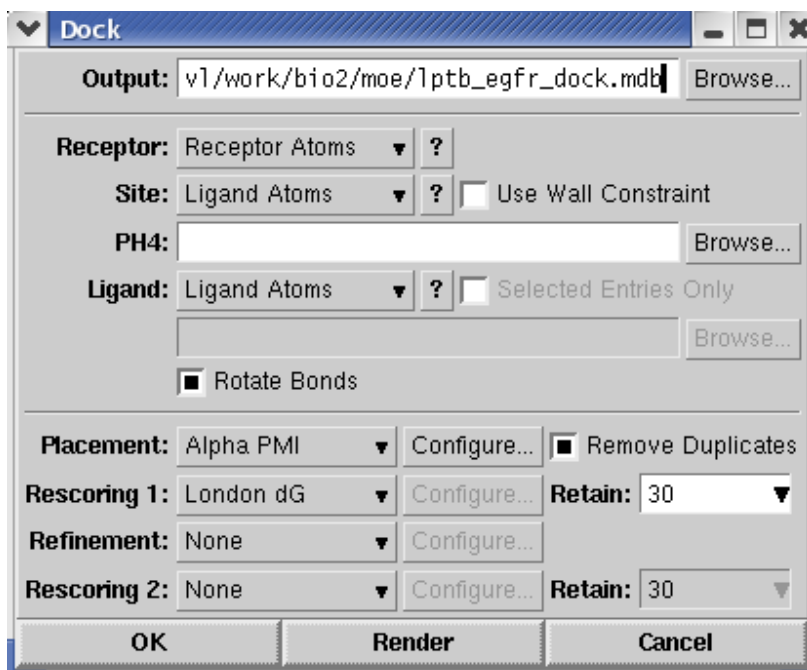 Dock
Output: vl/work/bio2/moe/lptb_egfr_dock.mdb Browse...
Receptor: Receptor Atoms ?
Site: Ligand Atoms ? Use Wall Constraint
PH4: Browse...
Ligand: Ligand Atoms ? Selected Entries Only
Browse...
Rotate Bonds
Placement: Alpha PMI Configure... Remove Duplicates
Rescoring 1: London dG Configure... Retain: 30
Refinement: None Configure...
Rescoring 2: None Configure... Retain: 30
OK Render Cancel